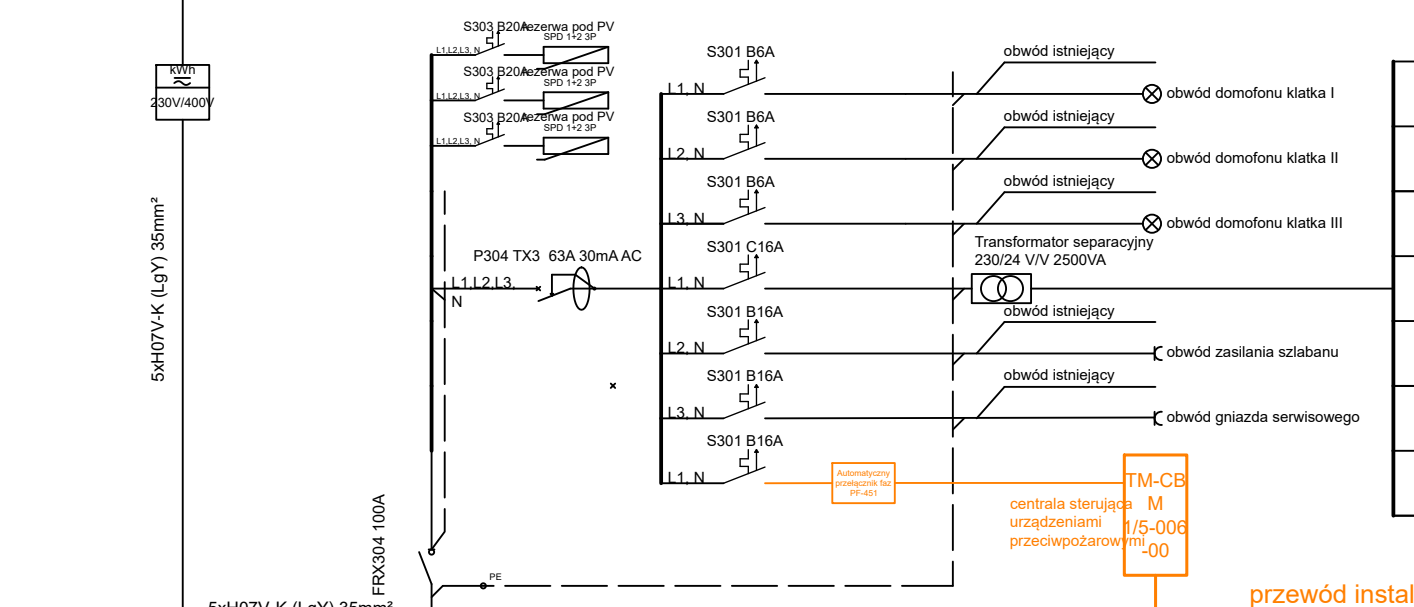 S303 B20A
rezerwa pod PV
SPD 1+2 3P
L1,L2,L3, N
S303 B20A
rezerwa pod PV
SPD 1+2 3P
L1,L2,L3, N
S303 B20A
rezerwa pod PV
SPD 1+2 3P
L1,L2,L3, N
kWh
230V/400V
5xH07V-K (LgY) 35mm²
S301 B6A
L1, N
obwód istniejący
obwód domofonu klatka I
S301 B6A
L2, N
obwód istniejący
obwód domofonu klatka II
S301 B6A
L3, N
obwód istniejący
obwód domofonu klatka III
P304 TX3 63A 30mA AC
L1,L2,L3,
N
S301 C16A
L1, N
Transformator separacyjny
230/24 V/V 2500VA
S301 B16A
L2, N
obwód istniejący
obwód zasilania szlabanu
S301 B16A
L3, N
obwód istniejący
obwód gniazda serwisowego
S301 B16A
L1, N
Automatyczny
przełącznik faz
PF-451
centrala sterująca
urządzeniami
przeciwpożarowymi
TM-CB
M
1/5-006
-00
FRX304 100A
PE
5xH07V-K (LgY) 35mm²
przewód instal